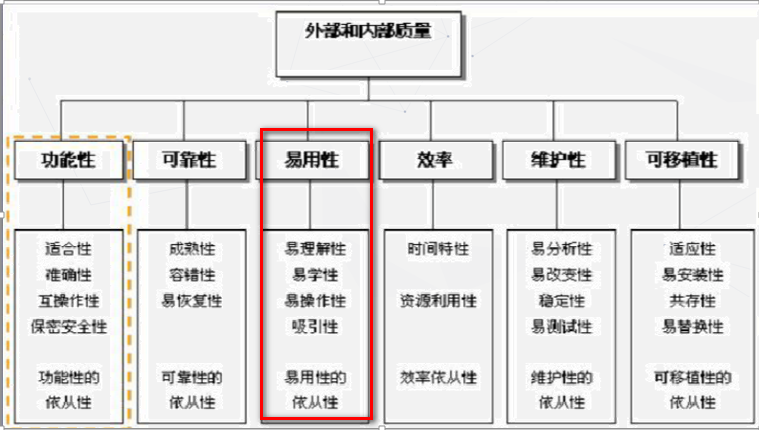 外部和内部质量
功能性
可靠性
易用性
效率
维护性
可移植性
适合性
准确性
互操作性
保密安全性
功能性的
依从性
成熟性
容错性
易恢复性
可靠性的
依从性
易理解性
易学性
易操作性
吸引性
易用性的
依从性
时间特性
资源利用性
效率依从性
易分析性
易改变性
稳定性
易测试性
维护性的
依从性
适应性
易安装性
共存性
易替换性
可移植性的
依从性